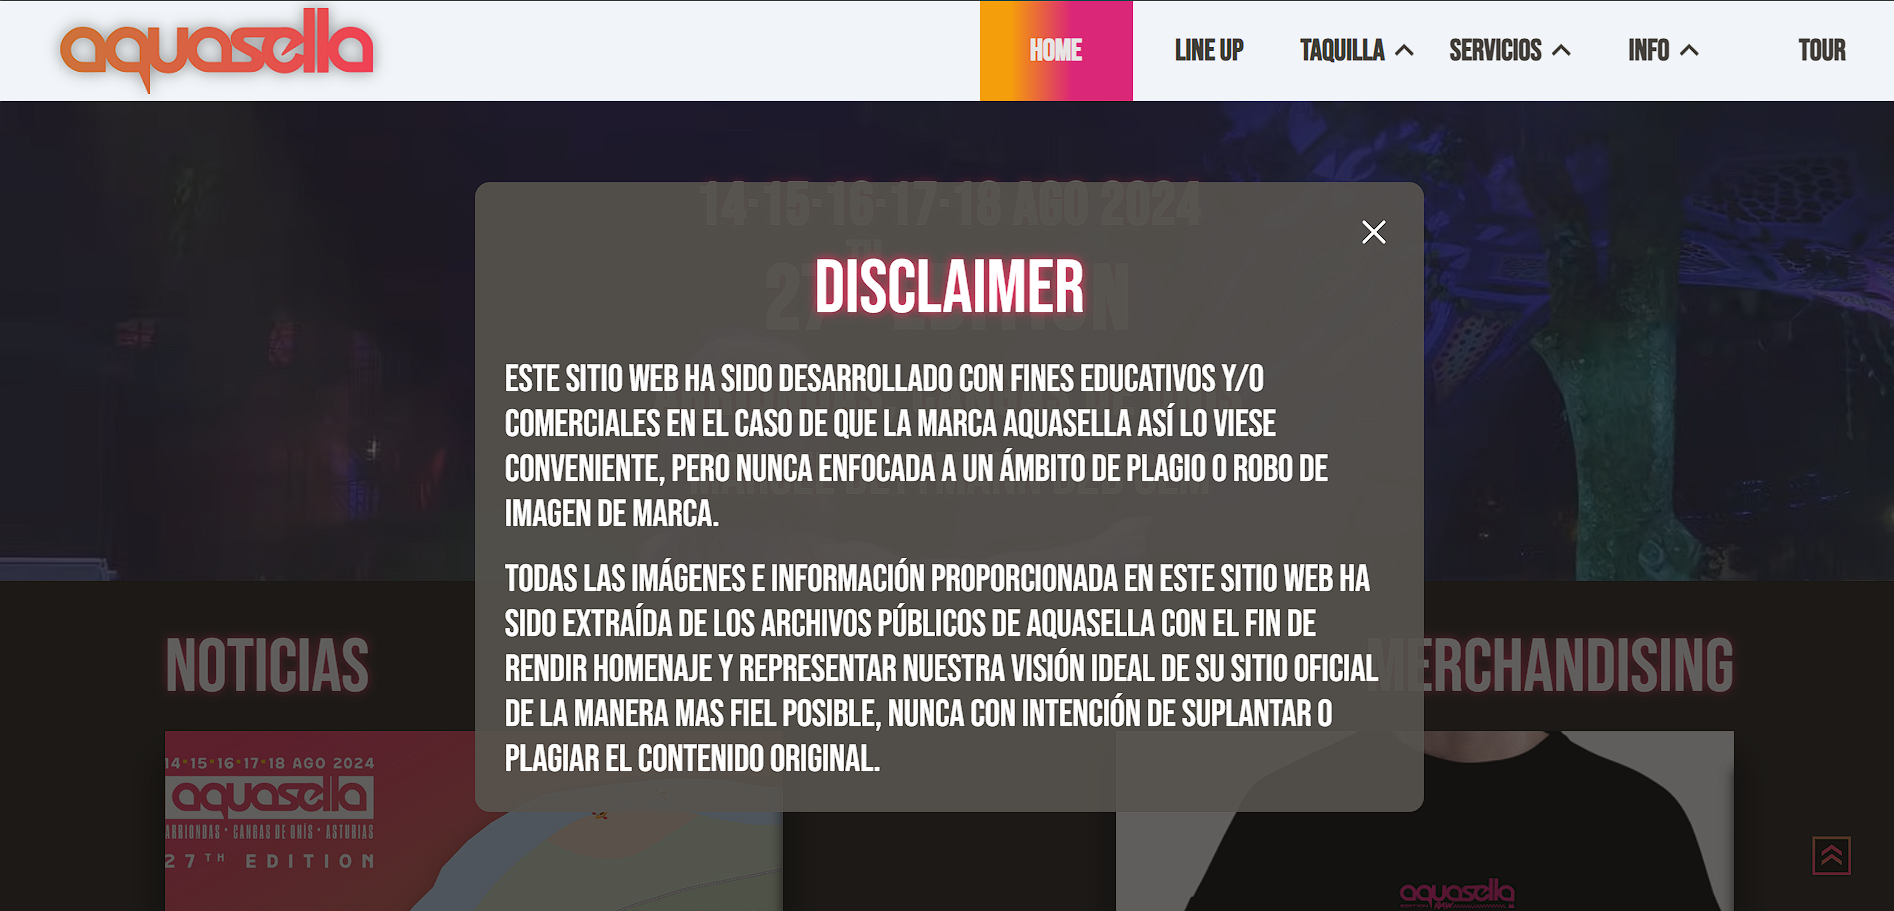 aquasella
HOME
LINE UP
TAQUILLA
SERVICIOS
INFO
TOUR
14·15·16·17·18 AGO 2024
27TH EDITION
DISCLAIMER
ESTE SITIO WEB HA SIDO DESARROLLADO CON FINES EDUCATIVOS Y/O
COMERCIALES EN EL CASO DE QUE LA MARCA AQUASELLA ASÍ LO VIESE
CONVENIENTE, PERO NUNCA ENFOCADA A UN ÁMBITO DE PLAGIO O ROBO DE
IMAGEN DE MARCA.
TODAS LAS IMÁGENES E INFORMACIÓN PROPORCIONADA EN ESTE SITIO WEB HA
SIDO EXTRAÍDA DE LOS ARCHIVOS PÚBLICOS DE AQUASELLA CON EL FIN DE
RENDIR HOMENAJE Y REPRESENTAR NUESTRA VISIÓN IDEAL DE SU SITIO OFICIAL
DE LA MANERA MAS FIEL POSIBLE, NUNCA CON INTENCIÓN DE SUPLANTAR O
PLAGIAR EL CONTENIDO ORIGINAL.
NOTICIAS
MERCHANDISING
14·15·16·17·18 AGO 2024
aquasella
ARRIONDAS · CANGAS DE ONÍS · ASTURIAS
27TH EDITION
aquasella